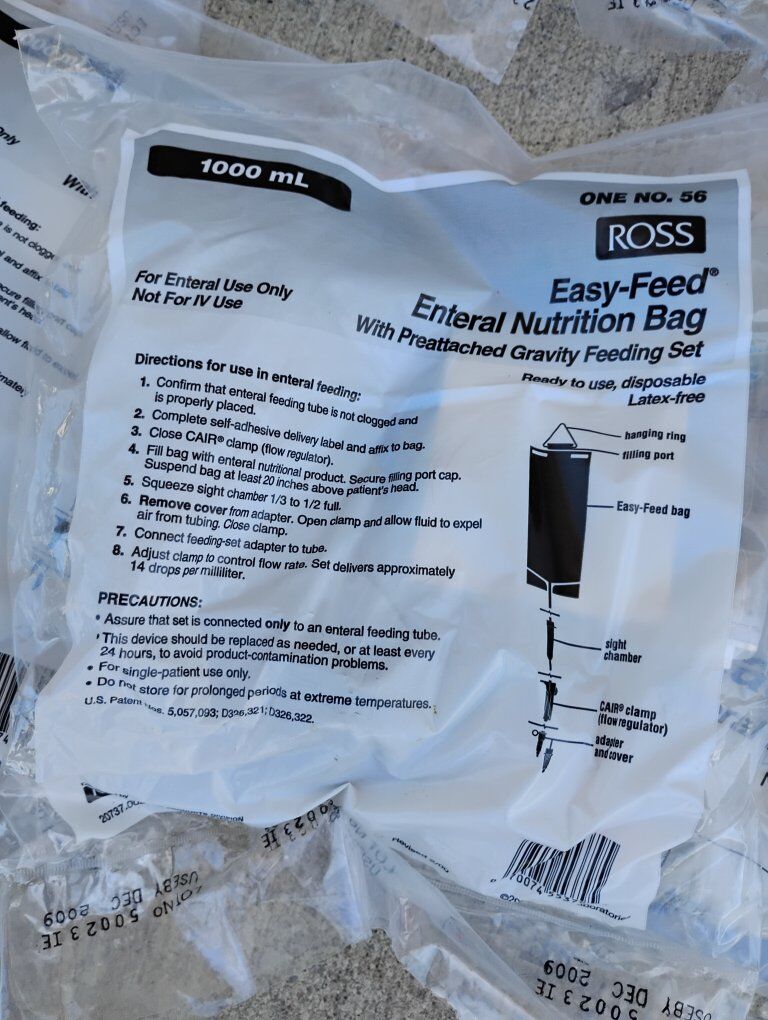 1000 mL
ONE NO. 56
ROSS
For Enteral Use Only
Not For IV Use
Easy-Feed®
Enteral Nutrition Bag
With Preattached Gravity Feeding Set
Ready to use, disposable
Latex-free
Directions for use in enteral feeding:
1. Confirm that enteral feeding tube is not clogged and
is properly placed.
2. Complete self-adhesive delivery label and affix to bag.
3. Close CAIR® clamp (flow regulator).
4. Fill bag with enteral nutritional product. Secure filling port cap.
Suspend bag at least 20 inches above patient's head.
5. Squeeze sight chamber 1/3 to 1/2 full.
6. Remove cover from adapter. Open clamp and allow fluid to expel
air from tubing. Close clamp.
7. Connect feeding-set adapter to tube.
8. Adjust clamp to control flow rate. Set delivers approximately
14 drops per milliliter.
PRECAUTIONS:
• Assure that set is connected only to an enteral feeding tube.
• This device should be replaced as needed, or at least every
24 hours, to avoid product-contamination problems.
• For single-patient use only.
• Do not store for prolonged periods at extreme temperatures.
U.S. Patent Nos. 5,057,093; D326,321; D326,322.
hanging ring
filling port
Easy-Feed bag
sight
chamber
CAIR® clamp
(flow regulator)
adapter
and cover
feeding:
DIVISION
LOTNO 50023IE
USEBY DEC 2009
50023IE
USEBY DEC 2009